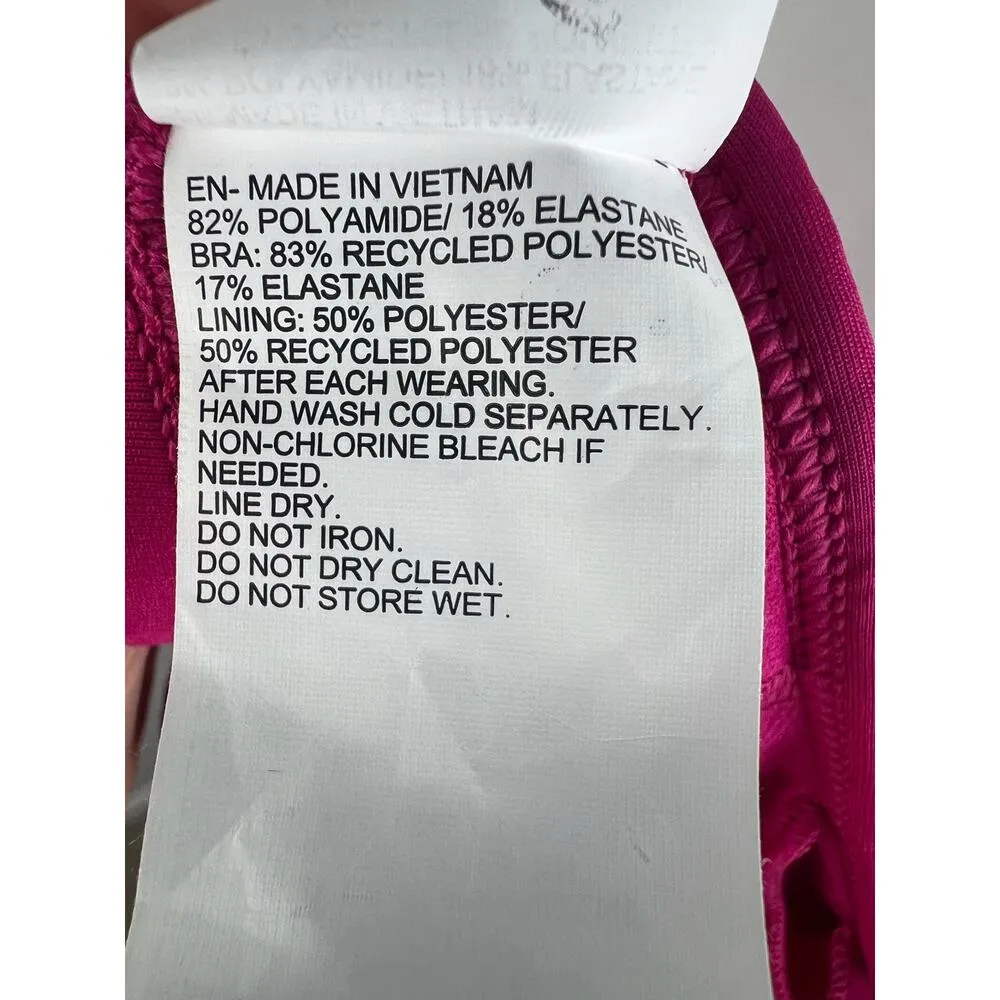 EN- MADE IN VIETNAM
82% POLYAMIDE/ 18% ELASTANE
BRA: 83% RECYCLED POLYESTER/
17% ELASTANE
LINING: 50% POLYESTER/
50% RECYCLED POLYESTER
AFTER EACH WEARING.
HAND WASH COLD SEPARATELY.
NON-CHLORINE BLEACH IF
NEEDED.
LINE DRY.
DO NOT IRON.
DO NOT DRY CLEAN.
DO NOT STORE WET.